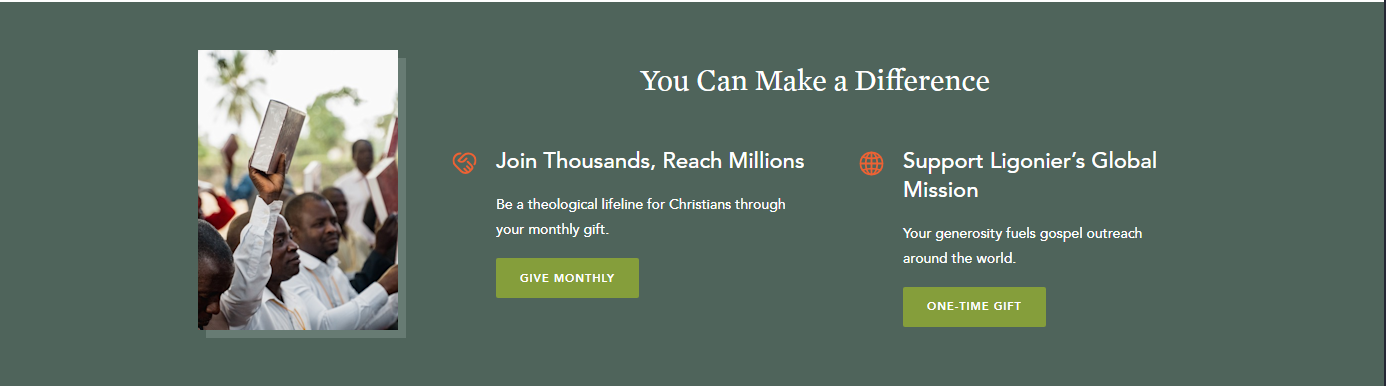 You Can Make a Difference
Join Thousands, Reach Millions
Be a theological lifeline for Christians through
your monthly gift.
GIVE MONTHLY
Support Ligonier’s Global
Mission
Your generosity fuels gospel outreach
around the world.
ONE-TIME GIFT